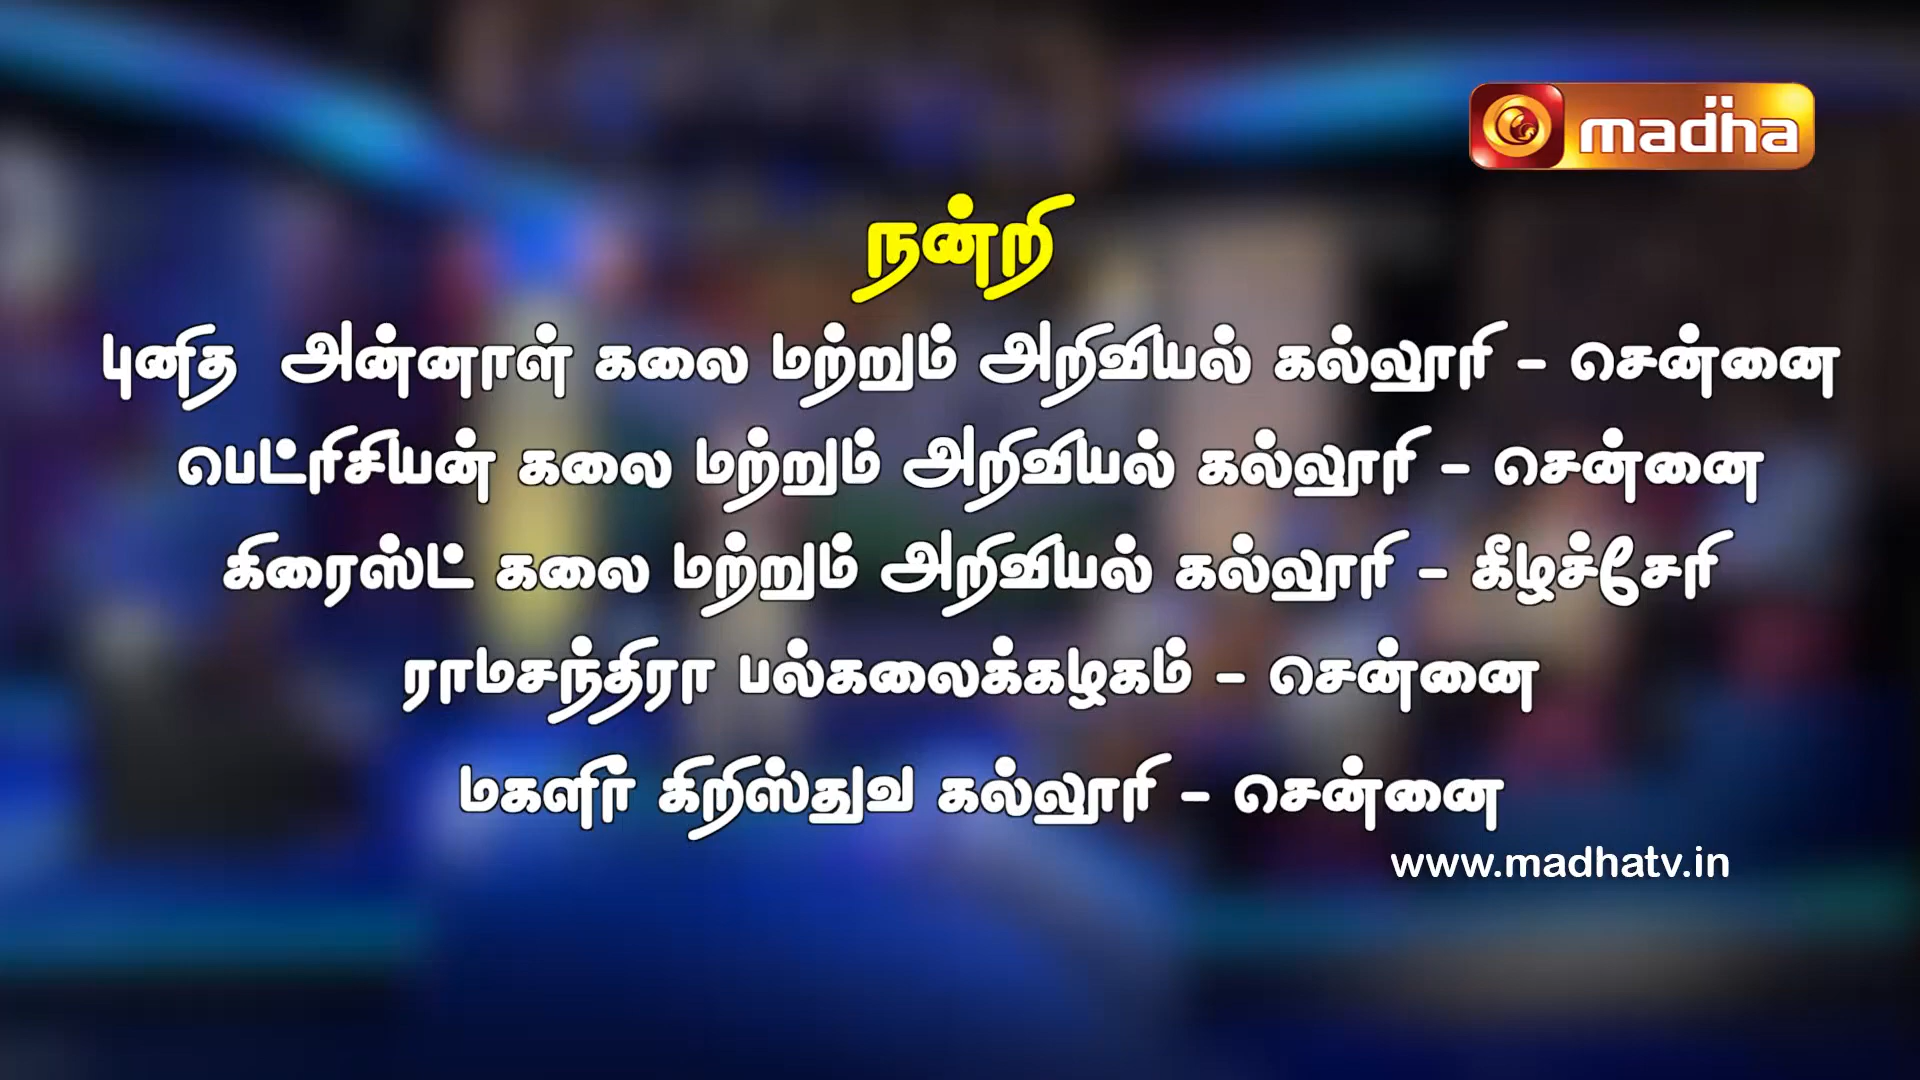 madha
நன்றி
புனித அன்னாள் கலை மற்றும் அறிவியல் கல்லூரி - சென்னை
பெட்ரிசியன் கலை மற்றும் அறிவியல் கல்லூரி - சென்னை
கிரைஸ்ட் கலை மற்றும் அறிவியல் கல்லூரி - கீழச்சேரி
ராமசந்திரா பல்கலைக்கழகம் - சென்னை
மகளிர் கிறிஸ்துவ கல்லூரி - சென்னை
www.madhatv.in